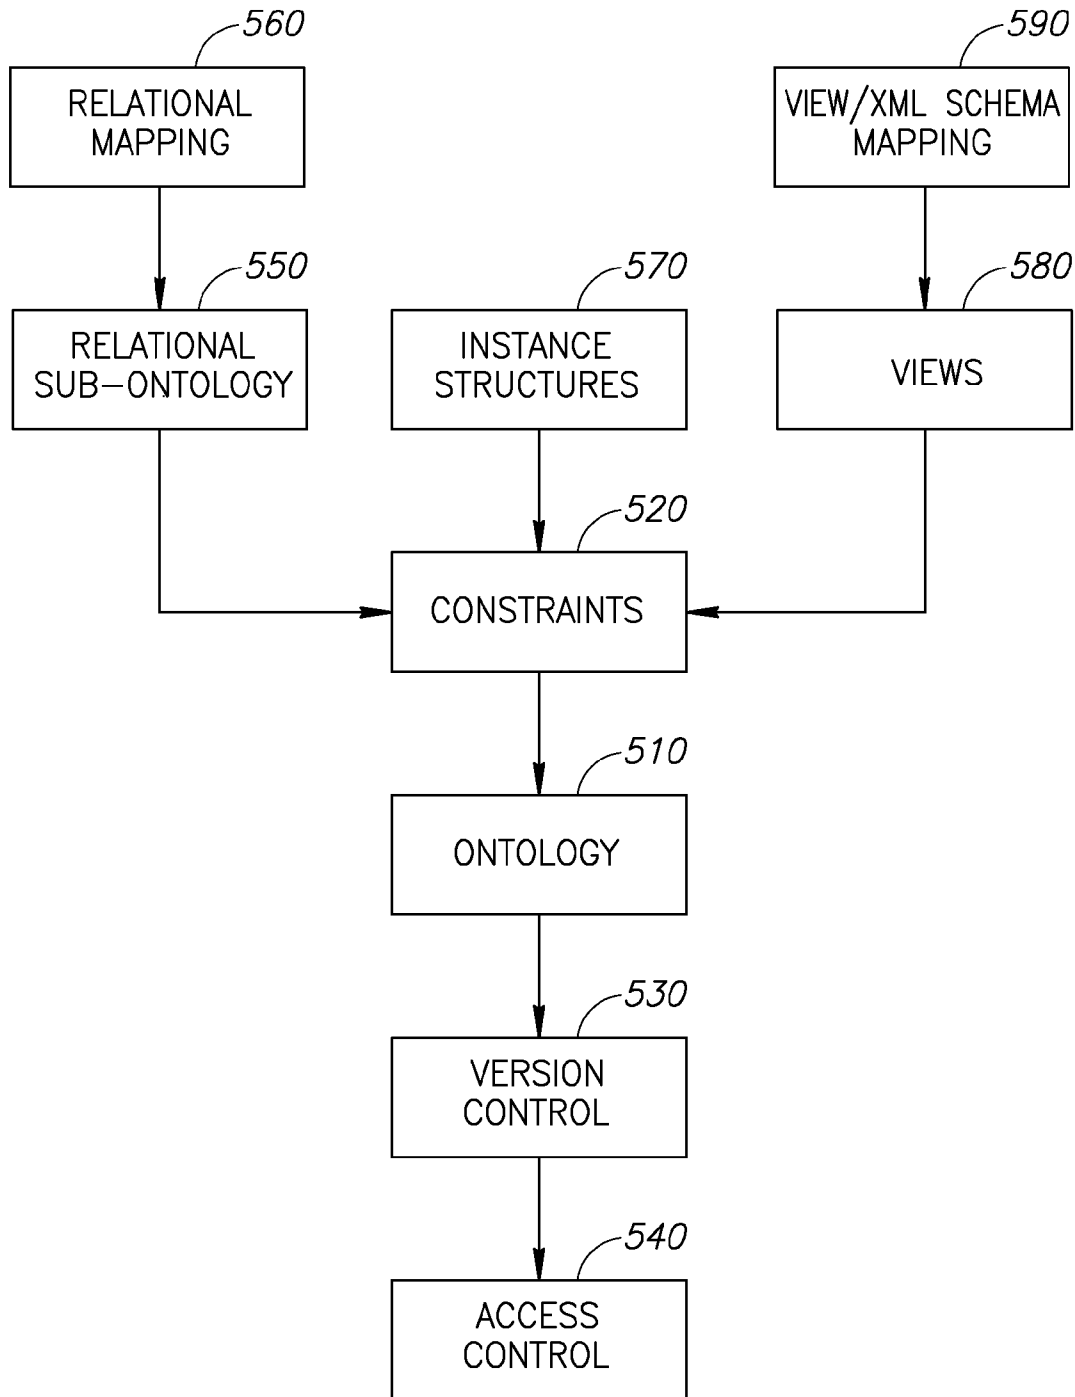 560
RELATIONAL
MAPPING
590
VIEW/XML SCHEMA
MAPPING
550
RELATIONAL
SUB-ONTOLOGY
570
INSTANCE
STRUCTURES
580
VIEWS
520
CONSTRAINTS
510
ONTOLOGY
530
VERSION
CONTROL
540
ACCESS
CONTROL